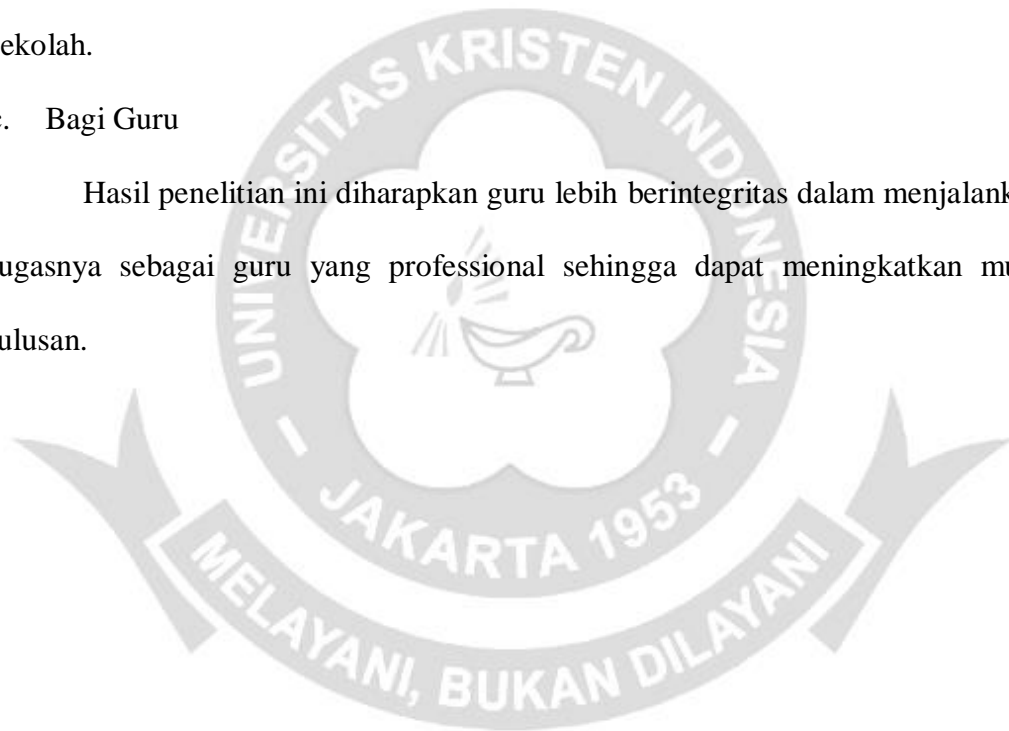 ekolah.
. Bagi Guru
Hasil penelitian ini diharapkan guru lebih berintegritas dalam menjalank
ugasnya sebagai guru yang professional sehingga dapat meningkatkan mu
ulusan.
UNIVERSITAS KRISTEN INDONESIA
JAKARTA 1953
MELAYANI, BUKAN DILAYANI